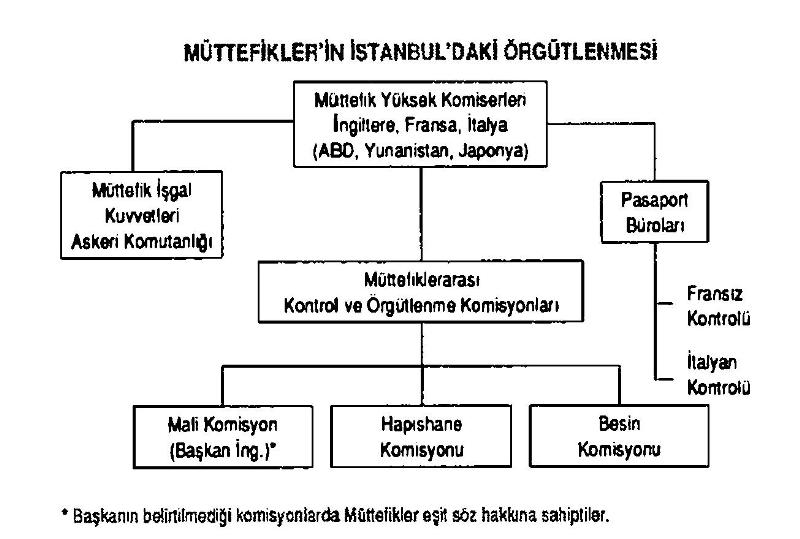 MÜTTEFİKLER'İN İSTANBUL'DAKİ ÖRGÜTLENMESİ
Müttefik Yüksek Komiserleri
İngiltere, Fransa, İtalya
(ABD, Yunanistan, Japonya)
Müttefik İşgal
Kuvvetleri
Askeri Komutanlığı
Pasaport
Büroları
Müttefiklerarası
Kontrol ve Örgütlenme Komisyonları
Fransız
Kontrolü
İtalyan
Kontrolü
Mali Komisyon
(Başkan İng.)*
Hapishane
Komisyonu
Besin
Komisyonu
* Başkanın belirtilmediği komisyonlarda Müttefikler eşit söz hakkına sahiptiler.